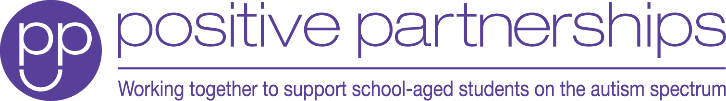 pp
positive partnerships
Working together to support school-aged students on the autism spectrum